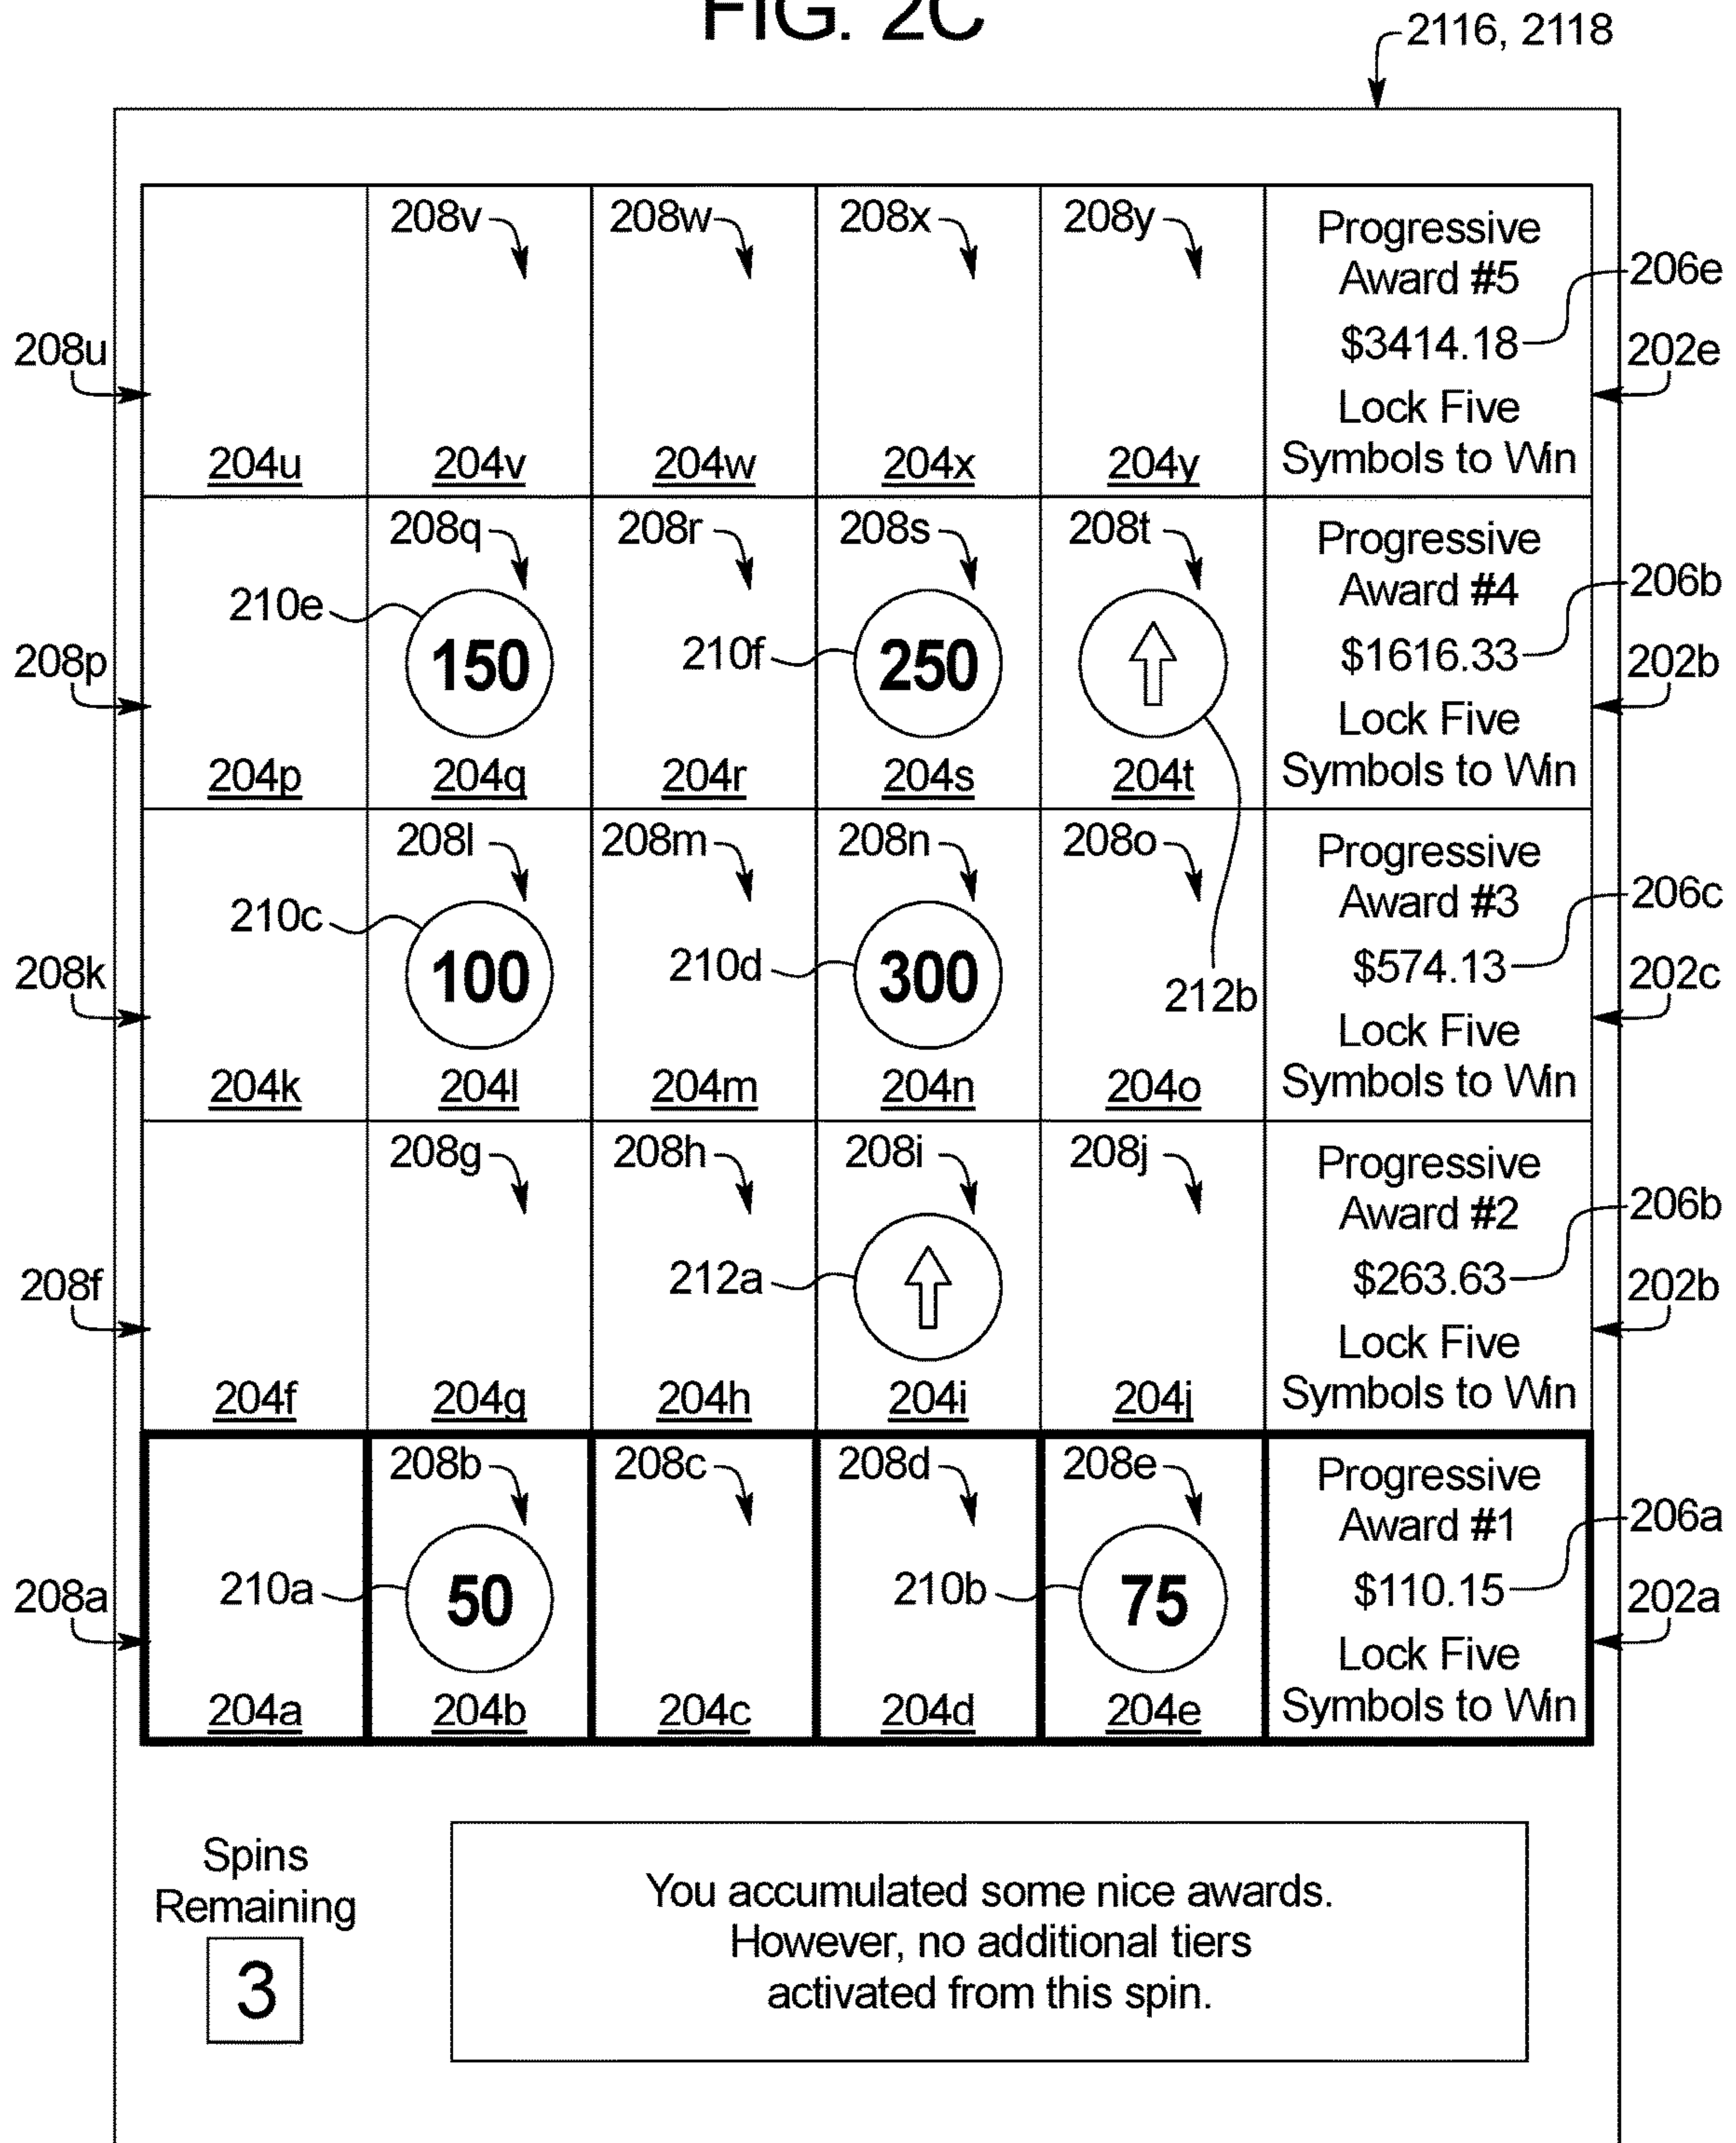 FIG. 2C
2116, 2118
208v 208w 208x 208y Progressive
Award #5 206e
$3414.18
208u 202e
Lock Five
204u 204v 204w 204x 204y Symbols to Win
208q 208r 208s 208t Progressive
Award #4 206b
210e 150 210f 250 $1616.33
208p 202b
Lock Five
204p 204q 204r 204s 204t Symbols to Win
208l 208m 208n 208o Progressive
Award #3 206c
210c 100 210d 300 $574.13
208k 212b 202c
Lock Five
204k 204l 204m 204n 204o Symbols to Win
208g 208h 208i 208j Progressive
Award #2 206b
212a $263.63
208f 202b
Lock Five
204f 204g 204h 204i 204j Symbols to Win
208b 208c 208d 208e Progressive
Award #1 206a
208a 210a 50 210b 75 $110.15 202a
Lock Five
204a 204b 204c 204d 204e Symbols to Win
Spins
Remaining
3
You accumulated some nice awards.
However, no additional tiers
activated from this spin.